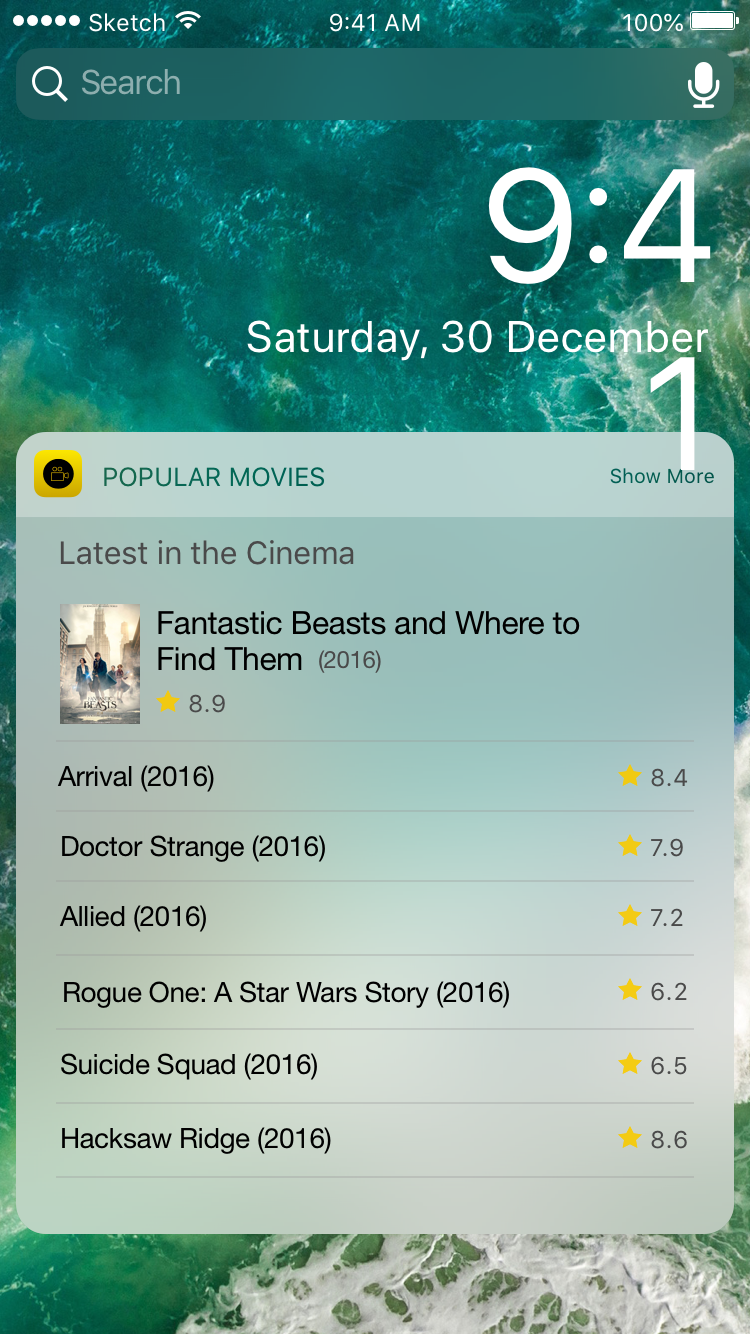 Sketch 9:41 AM 100%
Search
9:4
Saturday, 30 December
1
POPULAR MOVIES Show More
Latest in the Cinema
Fantastic Beasts and Where to
Find Them (2016)
BEASTS
8.9
Arrival (2016) 8.4
Doctor Strange (2016) 7.9
Allied (2016) 7.2
Rogue One: A Star Wars Story (2016) 6.2
Suicide Squad (2016) 6.5
Hacksaw Ridge (2016) 8.6